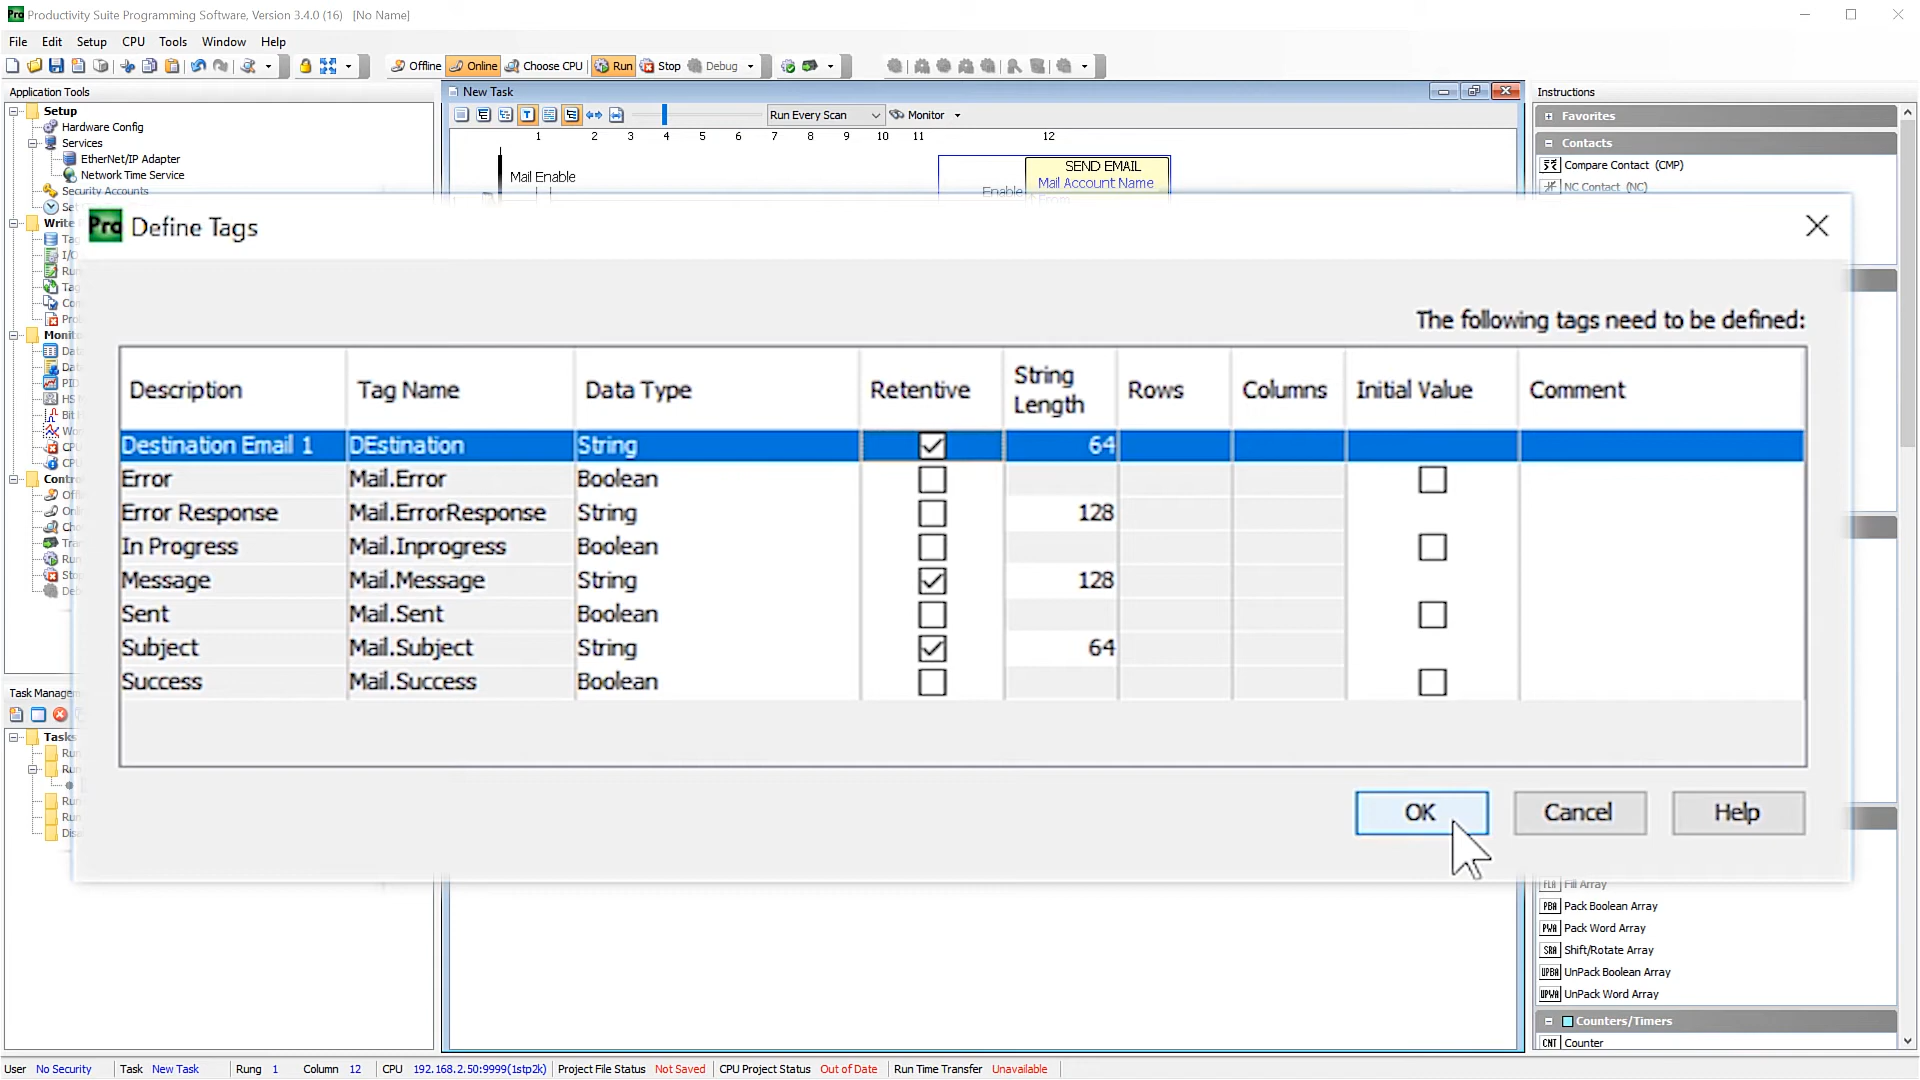 Productivity Suite Programming Software, Version 3.4.0 (16) [No Name]
File Edit Setup CPU Tools Window Help
Offline Online Choose CPU Run Stop Debug
Application Tools
Setup
Hardware Config
Services
EtherNet/IP Adapter
Network Time Service
Security Accounts
New Task
Run Every Scan Monitor
1 2 3 4 5 6 7 8 9 10 11 12
Mail Enable
SEND EMAIL
Mail Account Name
Enable
From
Instructions
Favorites
Contacts
Compare Contact (CMP)
NC Contact (NC)
Pro Define Tags
The following tags need to be defined:
Description Tag Name Data Type Retentive String Length Rows Columns Initial Value Comment
Destination Email 1 DEstination String 64
Error Mail.Error Boolean
Error Response Mail.ErrorResponse String 128
In Progress Mail.Inprogress Boolean
Message Mail.Message String 128
Sent Mail.Sent Boolean
Subject Mail.Subject String 64
Success Mail.Success Boolean
OK Cancel Help
Tasks
FLA Fill Array
PBA Pack Boolean Array
PWA Pack Word Array
SRA Shift/Rotate Array
UPBA UnPack Boolean Array
UPWA UnPack Word Array
Counters/Timers
CNT Counter
User No Security Task New Task Rung 1 Column 12 CPU 192.168.2.50:9999(1stp2k) Project File Status Not Saved CPU Project Status Out of Date Run Time Transfer Unavailable